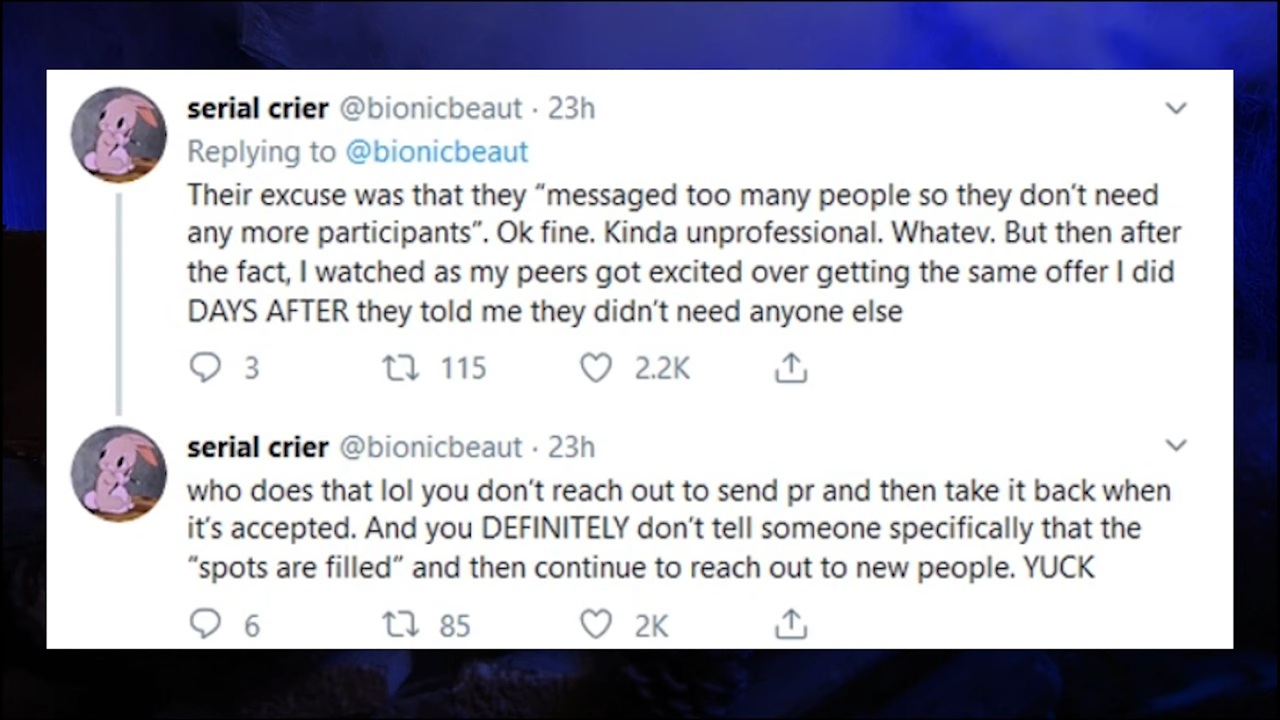 serial crier @bionicbeaut · 23h
Replying to @bionicbeaut
Their excuse was that they “messaged too many people so they don’t need
any more participants”. Ok fine. Kinda unprofessional. Whatev. But then after
the fact, I watched as my peers got excited over getting the same offer I did
DAYS AFTER they told me they didn’t need anyone else
3 115 2.2K
serial crier @bionicbeaut · 23h
who does that lol you don’t reach out to send pr and then take it back when
it’s accepted. And you DEFINITELY don’t tell someone specifically that the
“spots are filled” and then continue to reach out to new people. YUCK
6 85 2K